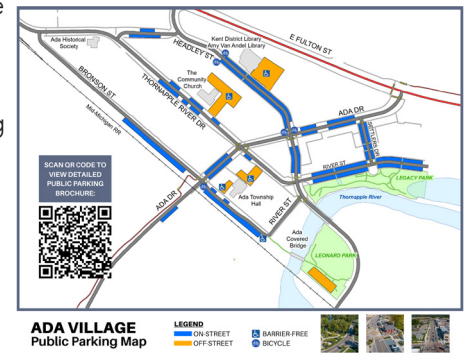 e
g
E FULTON ST
Kent District Library
Amy Van Andel Library
Ada Historical
Society
HEADLEY ST
The
Community
Church
BRONSON ST
THORNAPPLE RIVER DR
ADA DR
SETTLERS DR
Mid-Michigan RR
RIVER ST
LEGACY PARK
Thornapple River
SCAN QR CODE TO
VIEW DETAILED
PUBLIC PARKING
BROCHURE:
ADA DR
Ada Township
Hall
RIVER ST
Ada
Covered
Bridge
LEONARD PARK
ADA VILLAGE
Public Parking Map
LEGEND
ON-STREET
OFF-STREET
BARRIER-FREE
BICYCLE